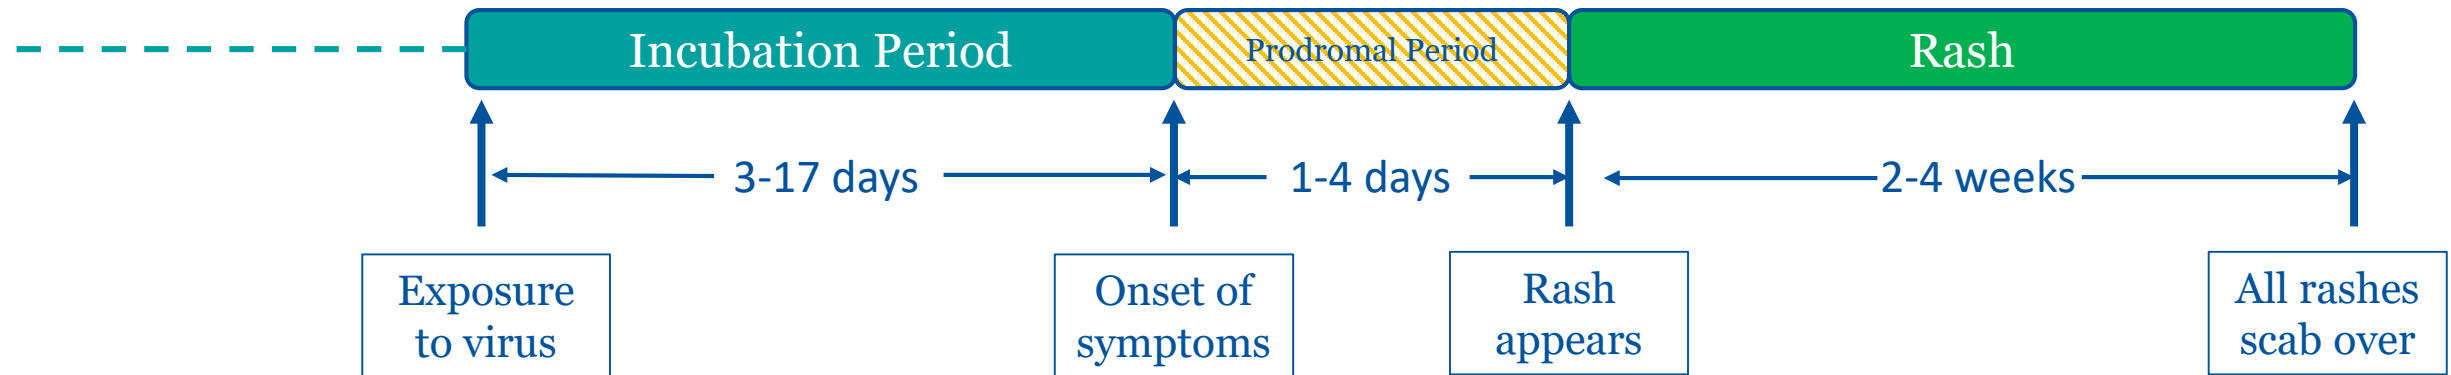 Incubation Period
Prodromal Period
Rash
3-17 days
1-4 days
2-4 weeks
Exposure
to virus
Onset of
symptoms
Rash
appears
All rashes
scab over